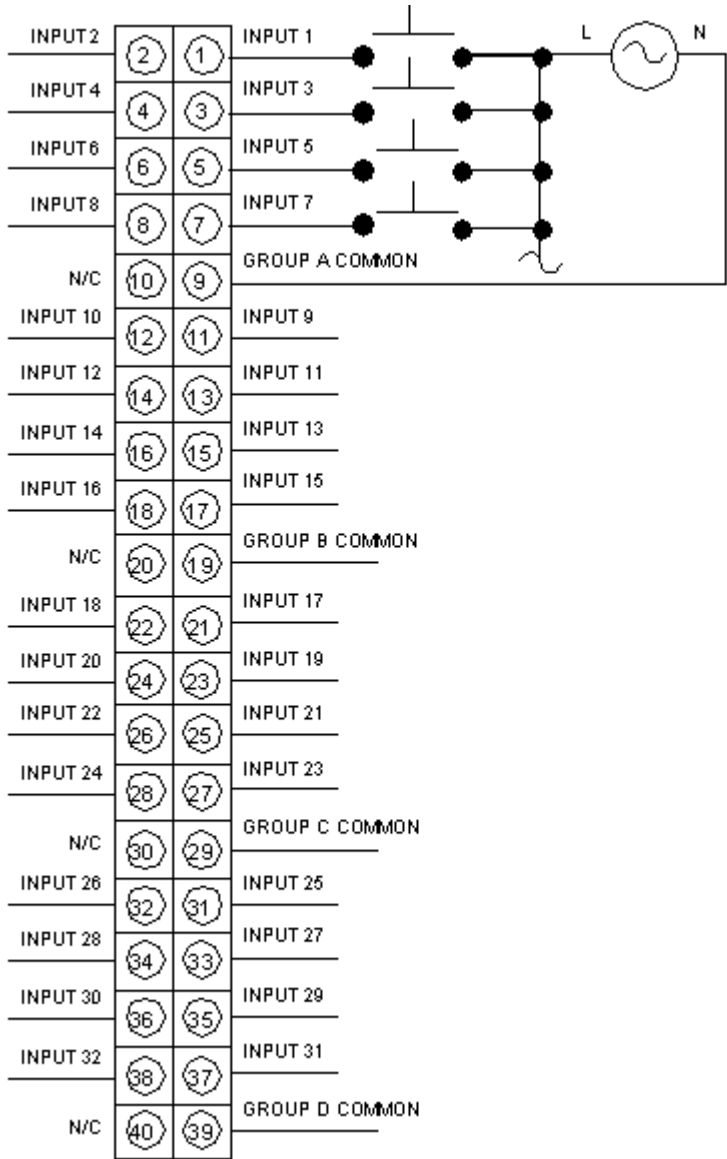 INPUT 2 2 1 INPUT 1 L N
INPUT 4 4 3 INPUT 3
INPUT 6 6 5 INPUT 5
INPUT 8 8 7 INPUT 7
N/C 10 9 GROUP A COMMON
INPUT 10 12 11 INPUT 9
INPUT 12 14 13 INPUT 11
INPUT 14 16 15 INPUT 13
INPUT 16 18 17 INPUT 15
N/C 20 19 GROUP B COMMON
INPUT 18 22 21 INPUT 17
INPUT 20 24 23 INPUT 19
INPUT 22 26 25 INPUT 21
INPUT 24 28 27 INPUT 23
N/C 30 29 GROUP C COMMON
INPUT 26 32 31 INPUT 25
INPUT 28 34 33 INPUT 27
INPUT 30 36 35 INPUT 29
INPUT 32 38 37 INPUT 31
N/C 40 39 GROUP D COMMON